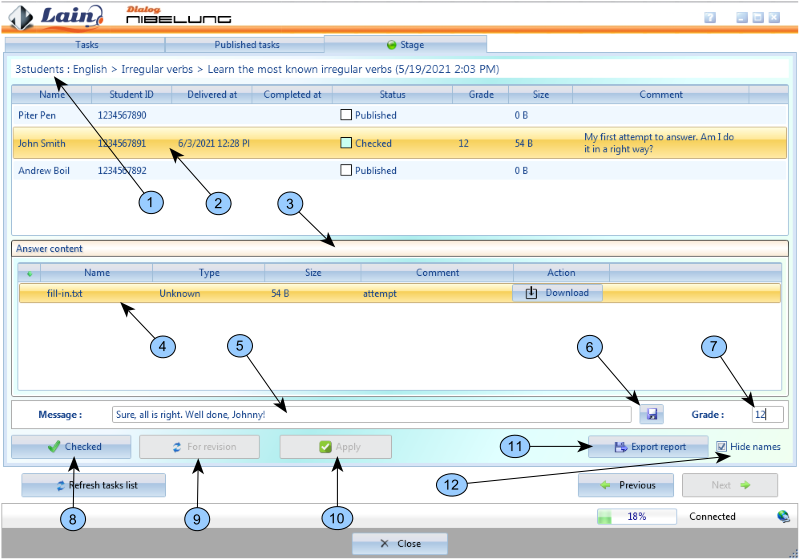 Lain
Dialog
NIBELUNG
Tasks
Published tasks
Stage
3students : English > Irregular verbs > Learn the most known irregular verbs (5/19/2021 2:03 PM)
Name Student ID Delivered at Completed at Status Grade Size Comment
Piter Pen 1234567890 Published 0 B
John Smith 1234567891 6/3/2021 12:28 PI Checked 12 54 B My first attempt to answer. Am I do
it in a right way?
Andrew Boil 1234567892 Published 0 B
1
2
3
Answer content
Name Type Size Comment Action
fill-in.txt Unknown 54 B attempt Download
4
5
6
7
Message : Sure, all is right. Well done, Johnny! Grade : 12
Checked For revision Apply 11 Export report Hide names
12
Refresh tasks list Previous Next
8
9
10
18% Connected
Close